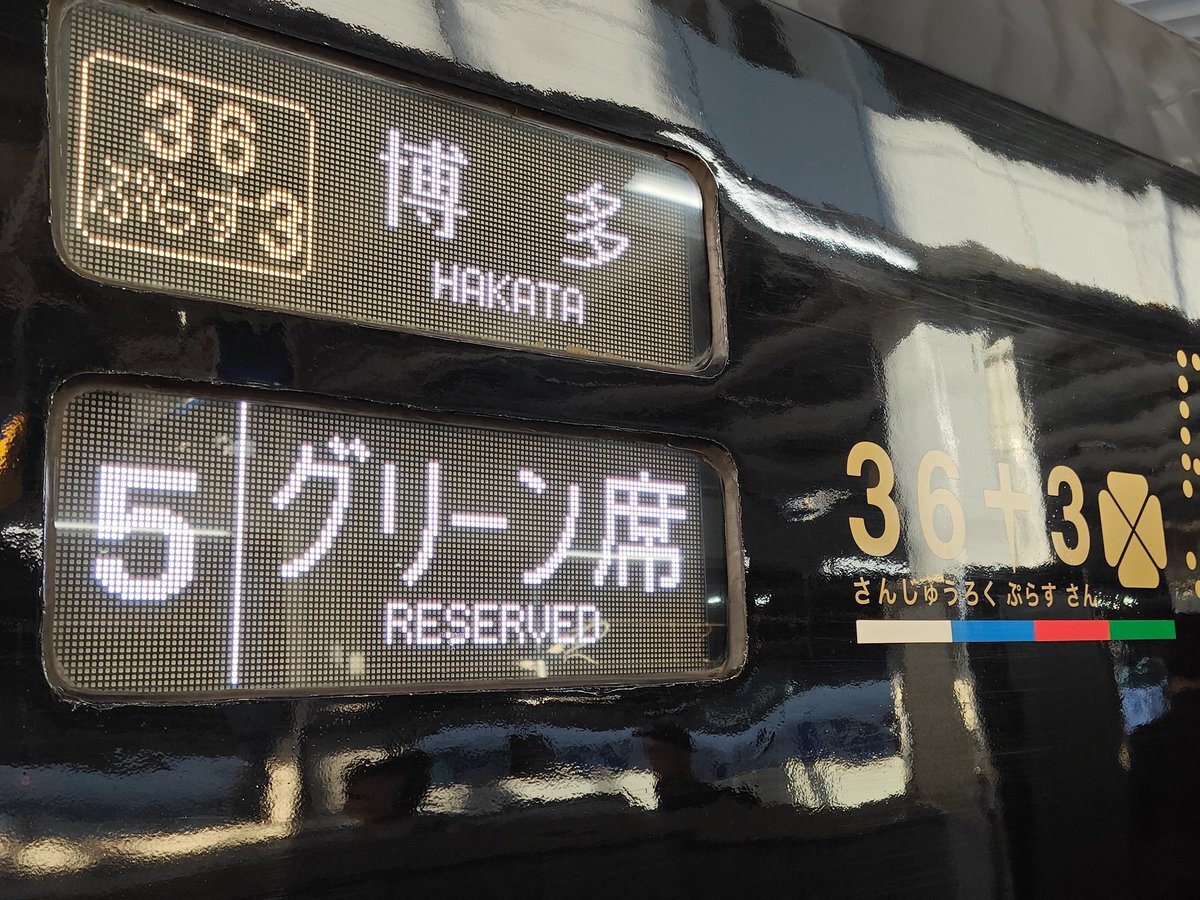 36
ぷらす3
博多
HAKATA
5
グリーン席
RESERVED
36+3
さんじゅうろく ぷらす さん